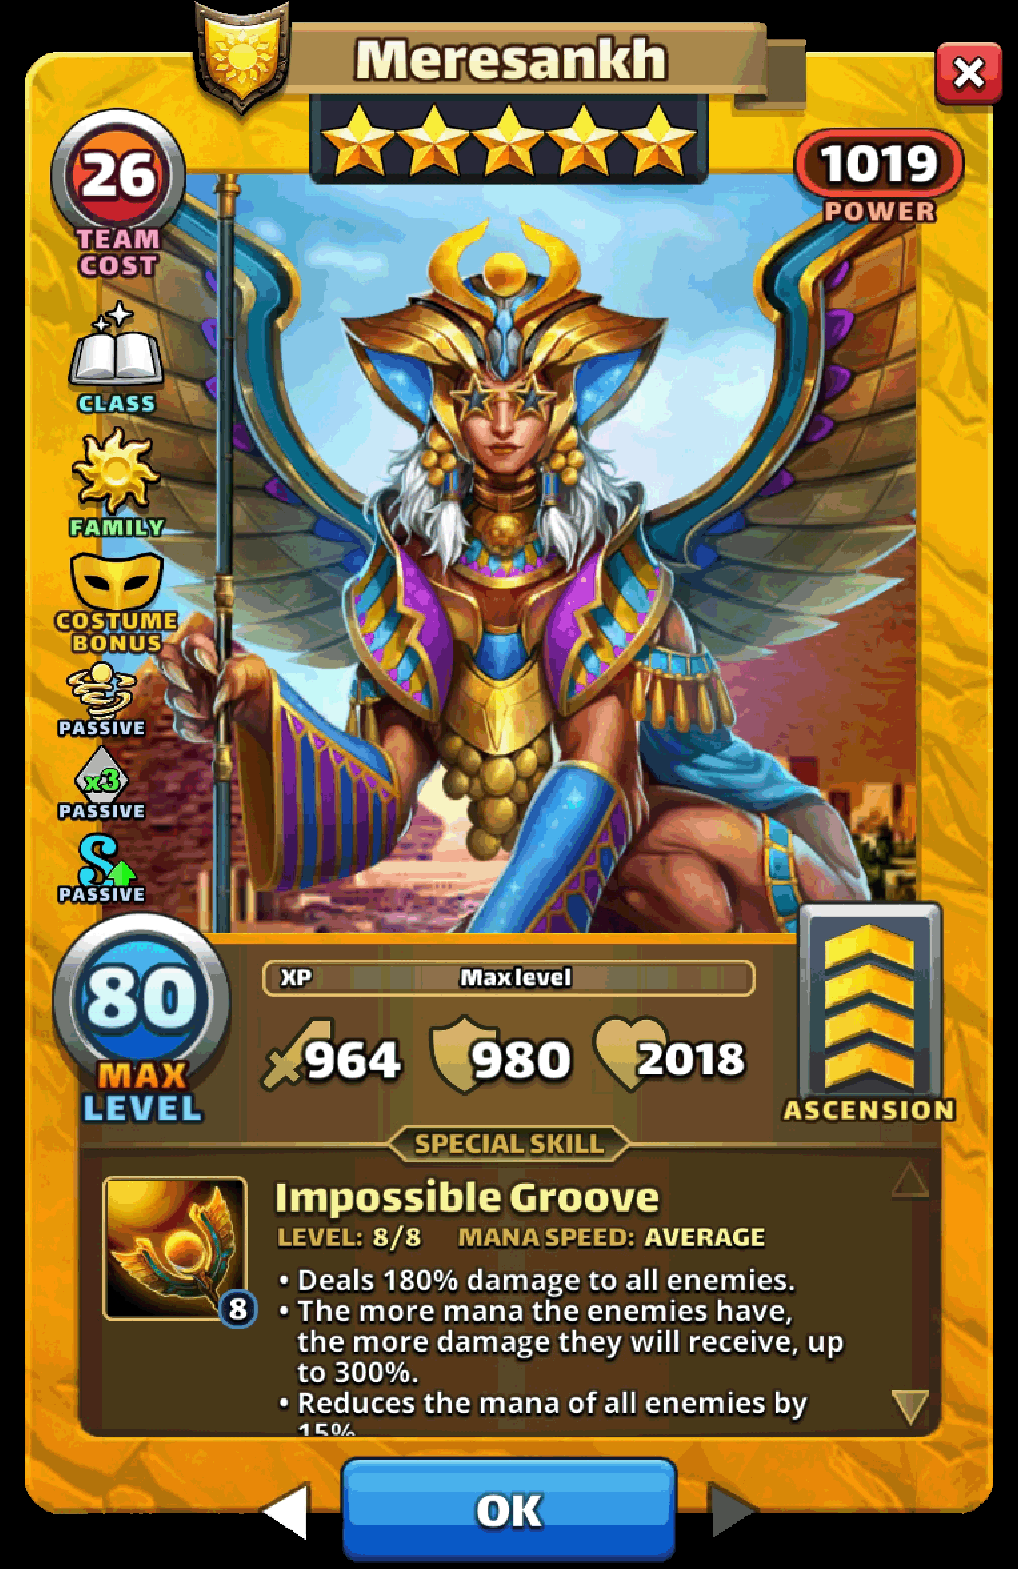 Meresankh
26
TEAM
COST
1019
POWER
CLASS
FAMILY
COSTUME
BONUS
PASSIVE
x3
PASSIVE
S
PASSIVE
80
MAX
LEVEL
XP Max level
964 980 2018
ASCENSION
SPECIAL SKILL
Impossible Groove
LEVEL: 8/8 MANA SPEED: AVERAGE
8
• Deals 180% damage to all enemies.
• The more mana the enemies have,
the more damage they will receive, up
to 300%.
• Reduces the mana of all enemies by
15%.
OK